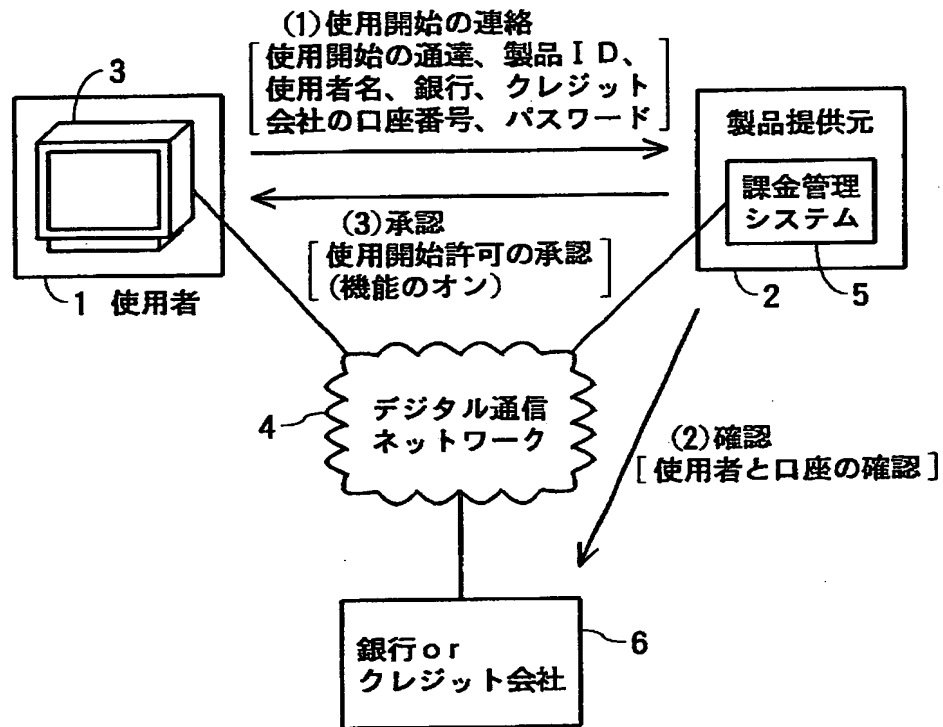 (1)使用開始の連絡
使用開始の通達、製品ID、
使用者名、銀行、クレジット
会社の口座番号、パスワード
3
製品提供元
課金管理
システム
(3)承認
使用開始許可の承認
(機能のオン)
1 使用者
2
5
4
デジタル通信
ネットワーク
(2)確認
[使用者と口座の確認]
銀行or
クレジット会社
6